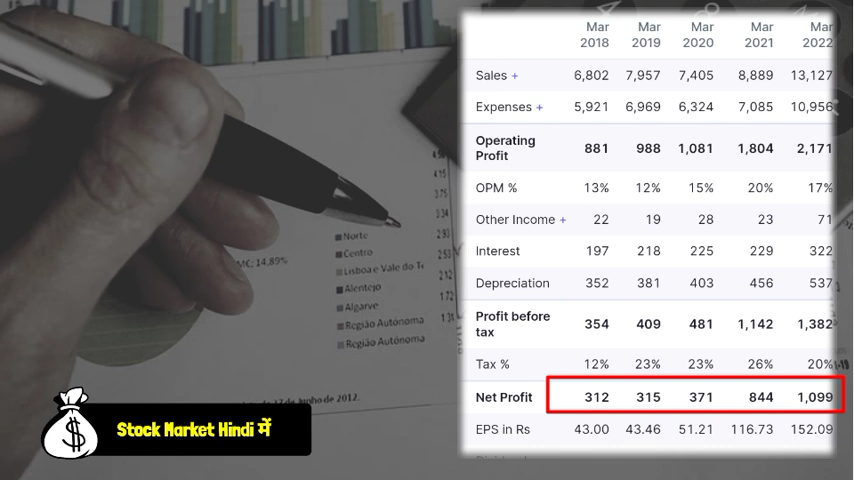 Mar Mar Mar Mar Mar
2018 2019 2020 2021 2022
Sales + 6,802 7,957 7,405 8,889 13,127
Expenses + 5,921 6,969 6,324 7,085 10,956
Operating
Profit 881 988 1,081 1,804 2,171
OPM % 13% 12% 15% 20% 17%
Other Income + 22 19 28 23 71
Interest 197 218 225 229 322
Depreciation 352 381 403 456 537
Profit before
tax 354 409 481 1,142 1,382
Tax % 12% 23% 23% 26% 20%
Net Profit 312 315 371 844 1,099
EPS in Rs 43.00 43.46 51.21 116.73 152.09
Norte
Centro
Lisboa e Vale do
Alentejo
Algarve
Região Autónoma
Região Autónoma
14,89%
de Junho de 2012.
$
Stock Market Hindi में